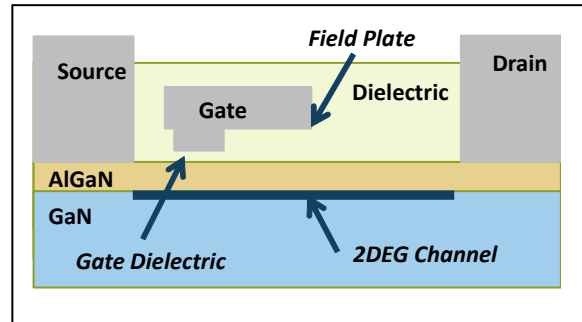 Field Plate
Source
Drain
Dielectric
Gate
AlGaN
GaN
Gate Dielectric
2DEG Channel